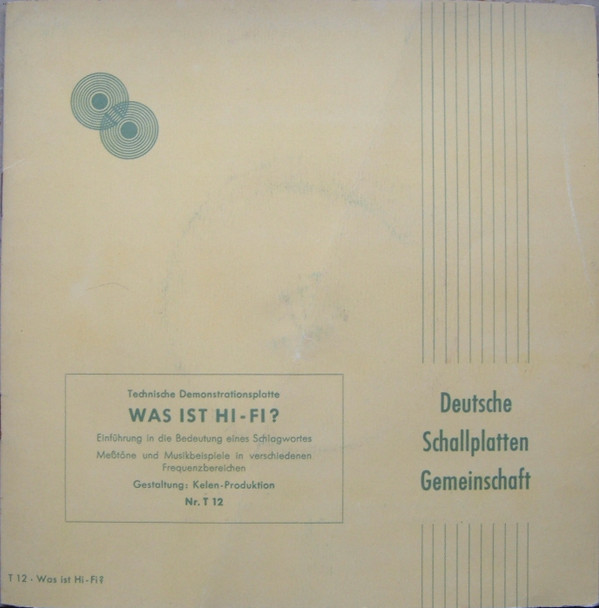 Technische Demonstrationsplatte
WAS IST HI-FI?
Einführung in die Bedeutung eines Schlagwortes
Meßtöne und Musikbeispiele in verschiedenen
Frequenzbereichen
Gestaltung: Kelen-Produktion
Nr. T 12
Deutsche
Schallplatten
Gemeinschaft
T 12 - Was ist Hi-Fi?